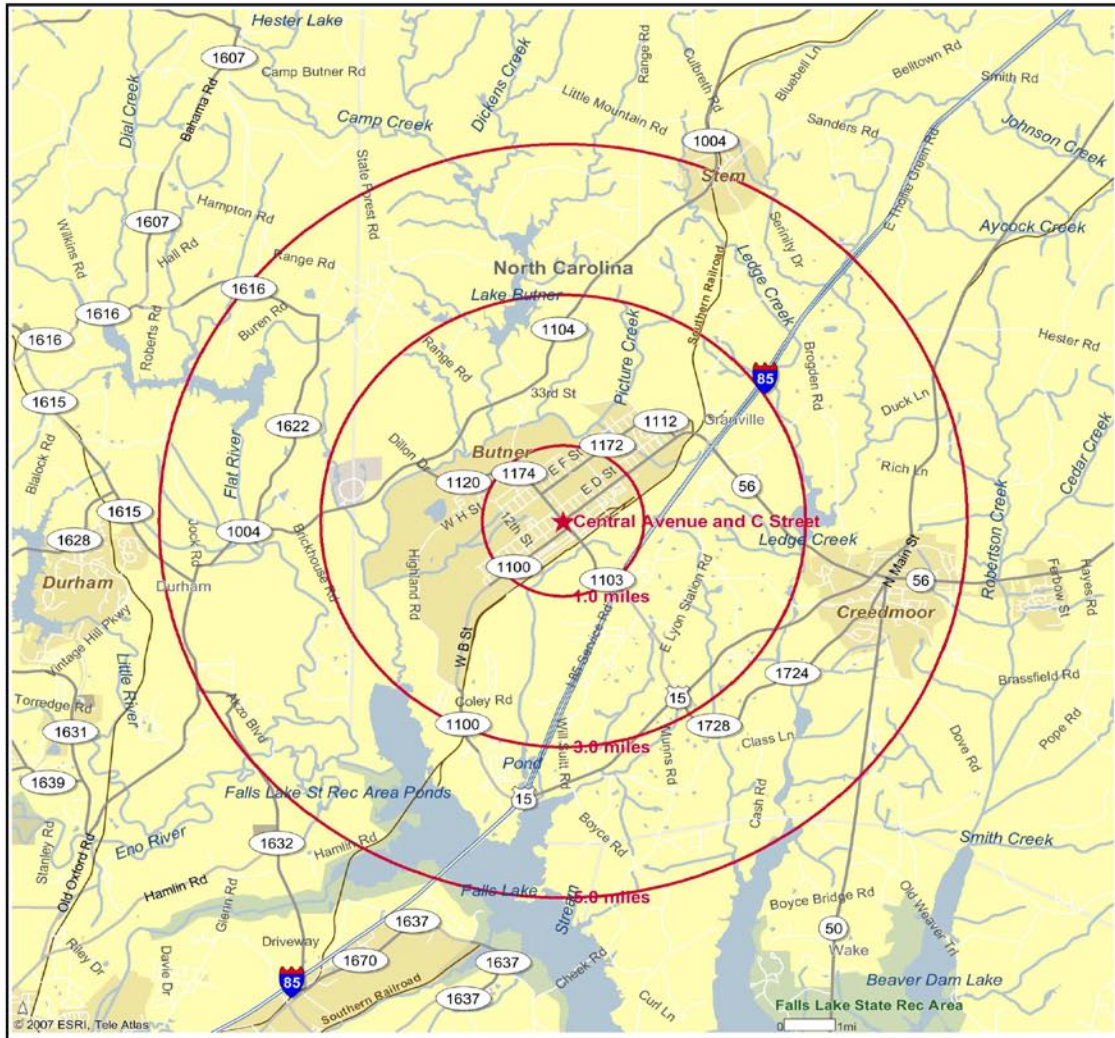 Hester Lake
1607
Camp Butner Rd
Dial Creek
Bahama Rd
Camp Creek
Dickens Creek
Range Rd
Culbreth Rd
Bluebell Ln
Belltown Rd
Smith Rd
Little Mountain Rd
Sanders Rd
Johnson Creek
1004
Stem
State Forest Rd
E Thollie Green Rd
Wilkins Rd
1607
Hampton Rd
Hall Rd
Range Rd
Serinity Dr
Aycock Creek
North Carolina
Ledge Creek
Southern Railroad
1616
Lake Butner
1616
Roberts Rd
Buren Rd
1104
1616
Hester Rd
Range Rd
Picture Creek
Brogden Rd
85
1615
33rd St
Duck Ln
1622
1112
Granville
Dillon Dr
Butner
1172
Blalock Rd
Flat River
1174
E F St
Rich Ln
Cedar Creek
1120
E D St
56
W H St
1615
12th St
Central Avenue and C Street
1628
Jock Rd
1004
Brickhouse Rd
Ledge Creek
Robertson Creek
N Main St
Durham
Durham
Highland Rd
1100
1103
56
Ferbow St
Hayes Rd
1.0 miles
Creedmoor
Vintage Hill Pkwy
W B St
I-85 Service Rd
E Lyon Station Rd
Little River
1724
Brassfield Rd
Torredge Rd
Akzo Blvd
Coley Rd
15
1631
1100
Will Suitt Rd
1728
Class Ln
Pope Rd
3.0 miles
Munns Rd
Dove Rd
Pond
1639
Falls Lake St Rec Area Ponds
15
Cash Rd
Stanley Rd
Eno River
1632
Hamlin Rd
Boyce Rd
Smith Creek
Old Oxford Rd
Hamlin Rd
Falls Lake
5.0 miles
Boyce Bridge Rd
Old Weaver Trl
Glenn Rd
Stream
Riley Dr
Davie Dr
Driveway
1637
50
Wake
1670
1637
Cheek Rd
85
Southern Railroad
1637
Curl Ln
Beaver Dam Lake
Falls Lake State Rec Area
© 2007 ESRI, Tele Atlas
0 1mi